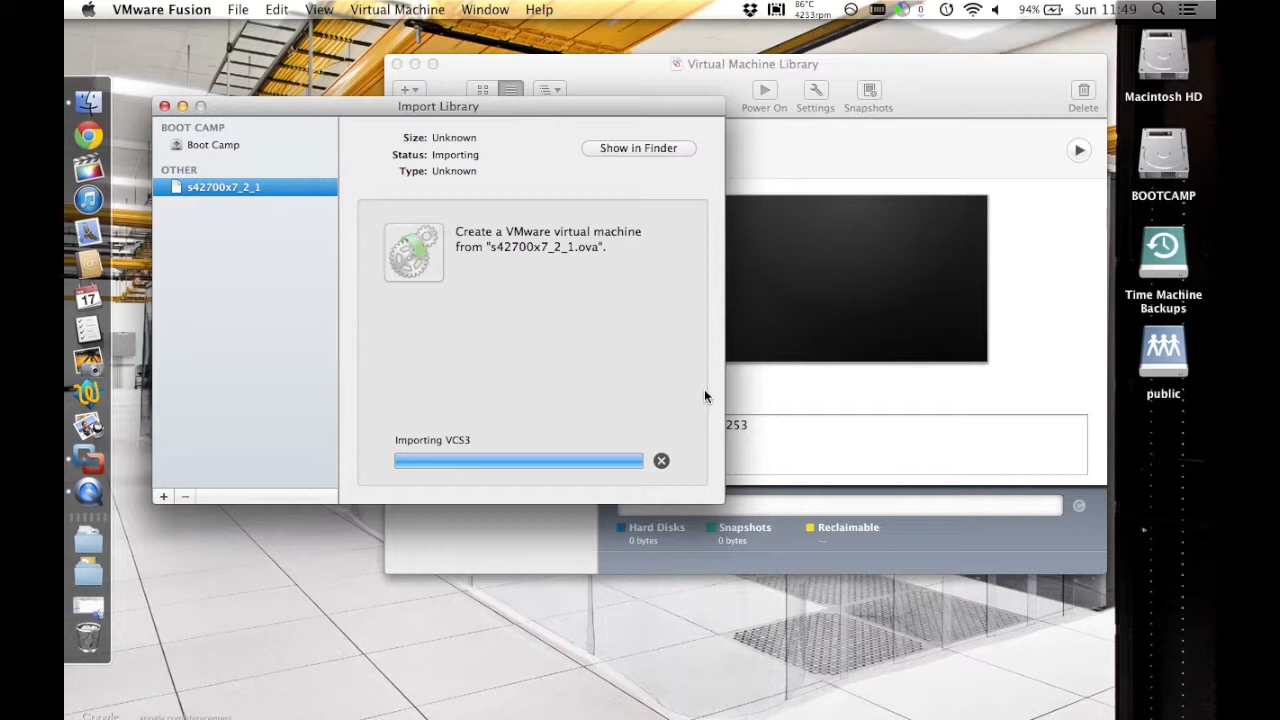 VMware Fusion File Edit View Virtual Machine Window Help
86°C
4253rpm
0
94%
Sun 11:49
Virtual Machine Library
Power On Settings Snapshots Delete
Import Library
BOOT CAMP
Boot Camp
OTHER
s42700x7_2_1
Size: Unknown
Status: Importing
Type: Unknown
Show in Finder
Create a VMware virtual machine
from "s42700x7_2_1.ova".
Importing VCS3
253
Hard Disks
0 bytes
Snapshots
0 bytes
Reclaimable
—
Macintosh HD
BOOTCAMP
Time Machine
Backups
public
17